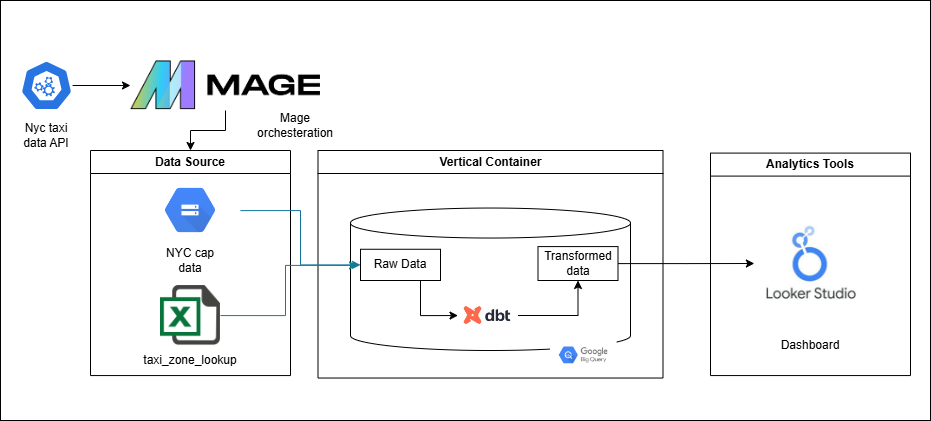 MAGE
Nyc taxi
data API
Mage
orchesteration
Data Source
NYC cap
data
X
taxi_zone_lookup
Vertical Container
Raw Data
dbt
Transformed
data
Google
Big Query
Analytics Tools
Looker Studio
Dashboard